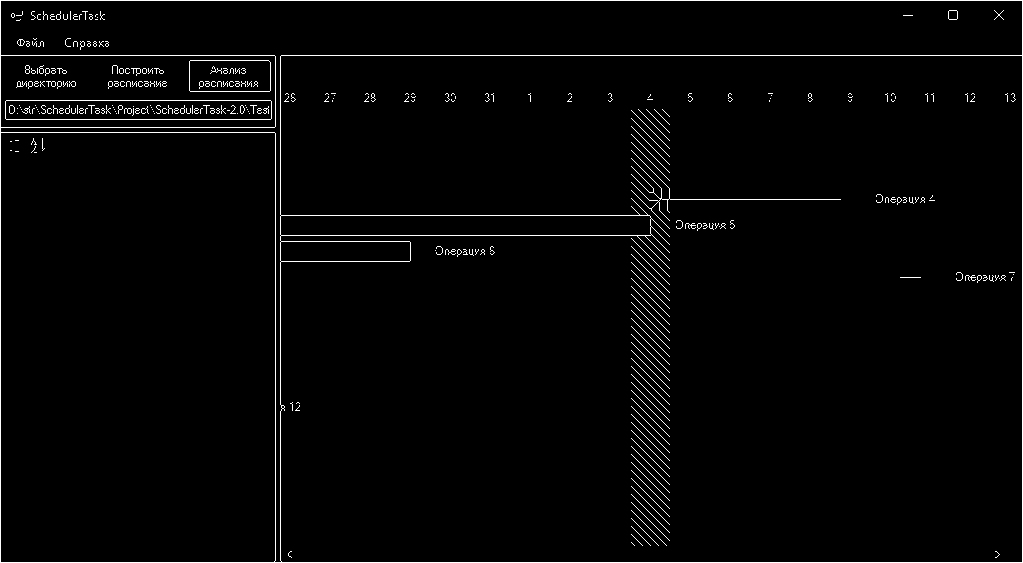 SchedulerTask
Файл Справка
Выбрать директорию
Построить расписание
Анализ расписания
D:\str\SchedulerTask\Project\SchedulerTask-2.0\Test
26 27 28 29 30 31 1 2 3 4 5 6 7 8 9 10 11 12 13
Операция 4
Операция 5
Операция 6
Операция 7
я 12